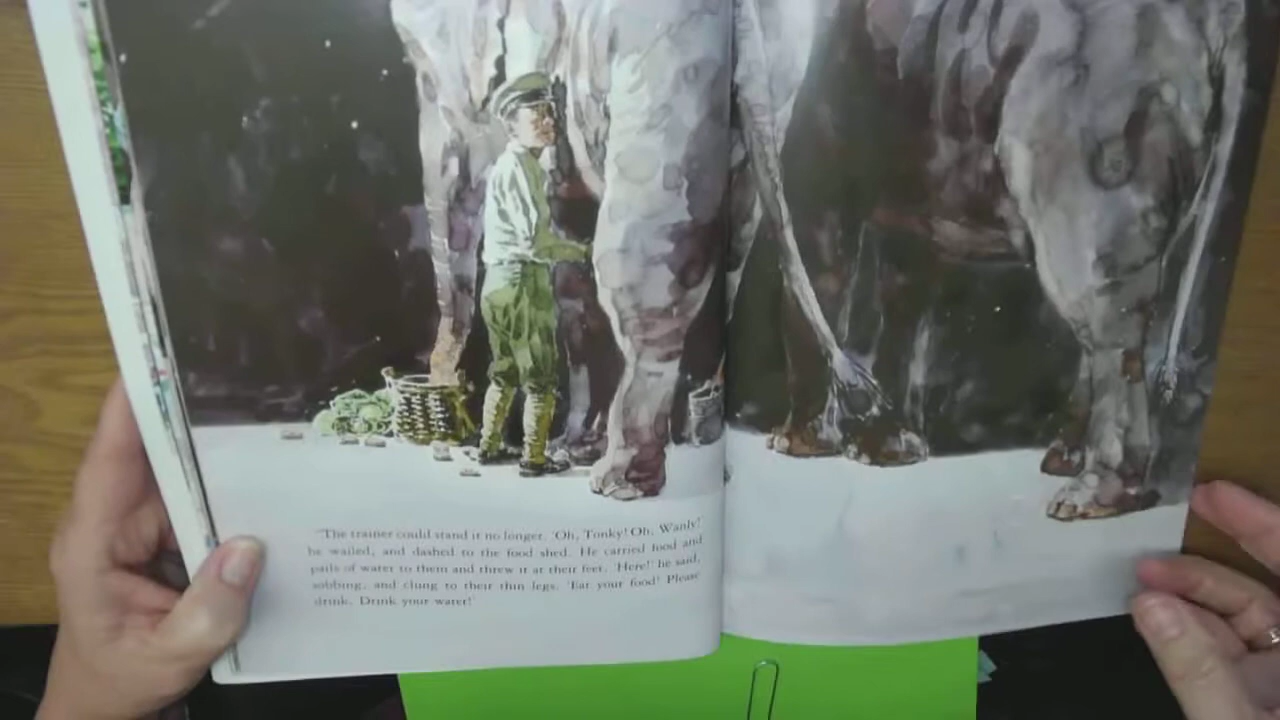 "The trainer could stand it no longer. 'Oh, Tonky! Oh, Wanly!'
he wailed, and dashed to the food shed. He carried food and
pails of water to them and threw it at their feet. 'Here!' he said,
sobbing, and clung to their thin legs. 'Eat your food! Please
drink. Drink your water!'